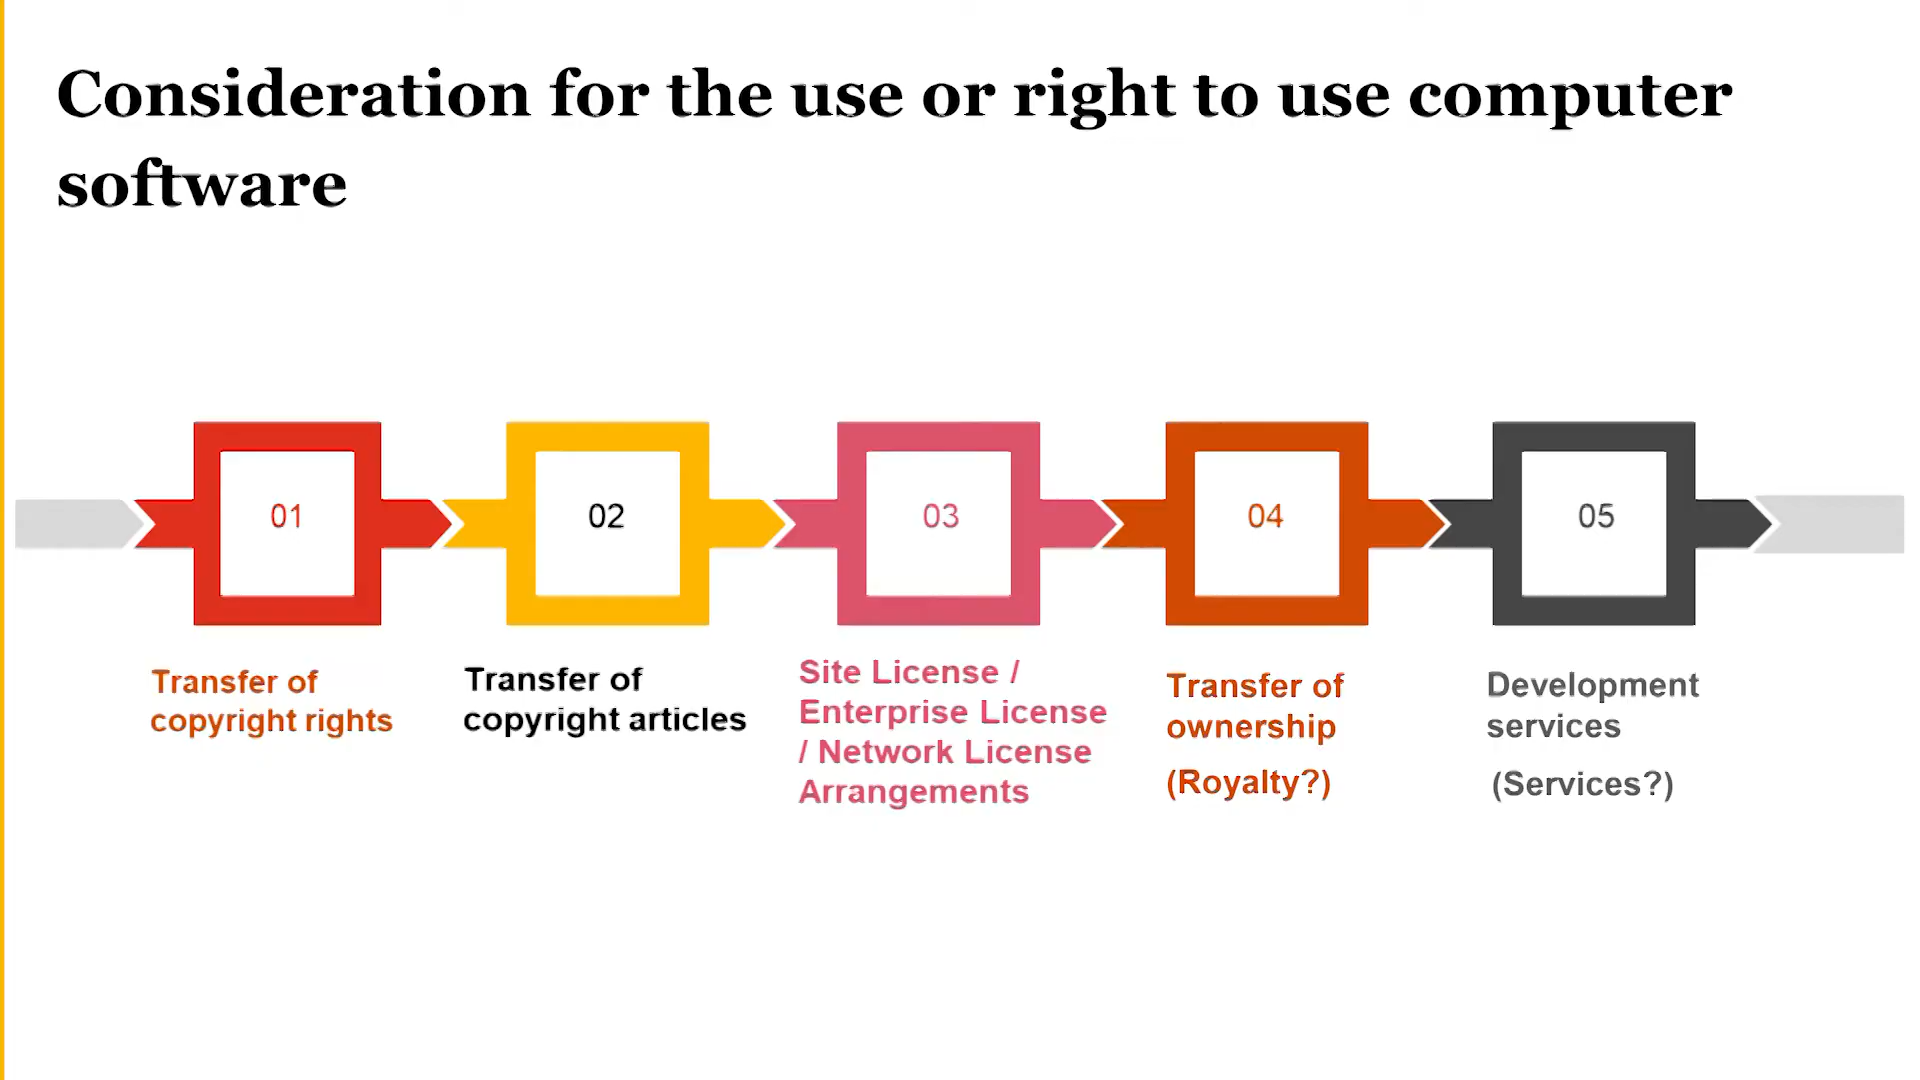 Consideration for the use or right to use computer
software
01
02
03
04
05
Transfer of
copyright rights
Transfer of
copyright articles
Site License /
Enterprise License
/ Network License
Arrangements
Transfer of
ownership
(Royalty?)
Development
services
(Services?)